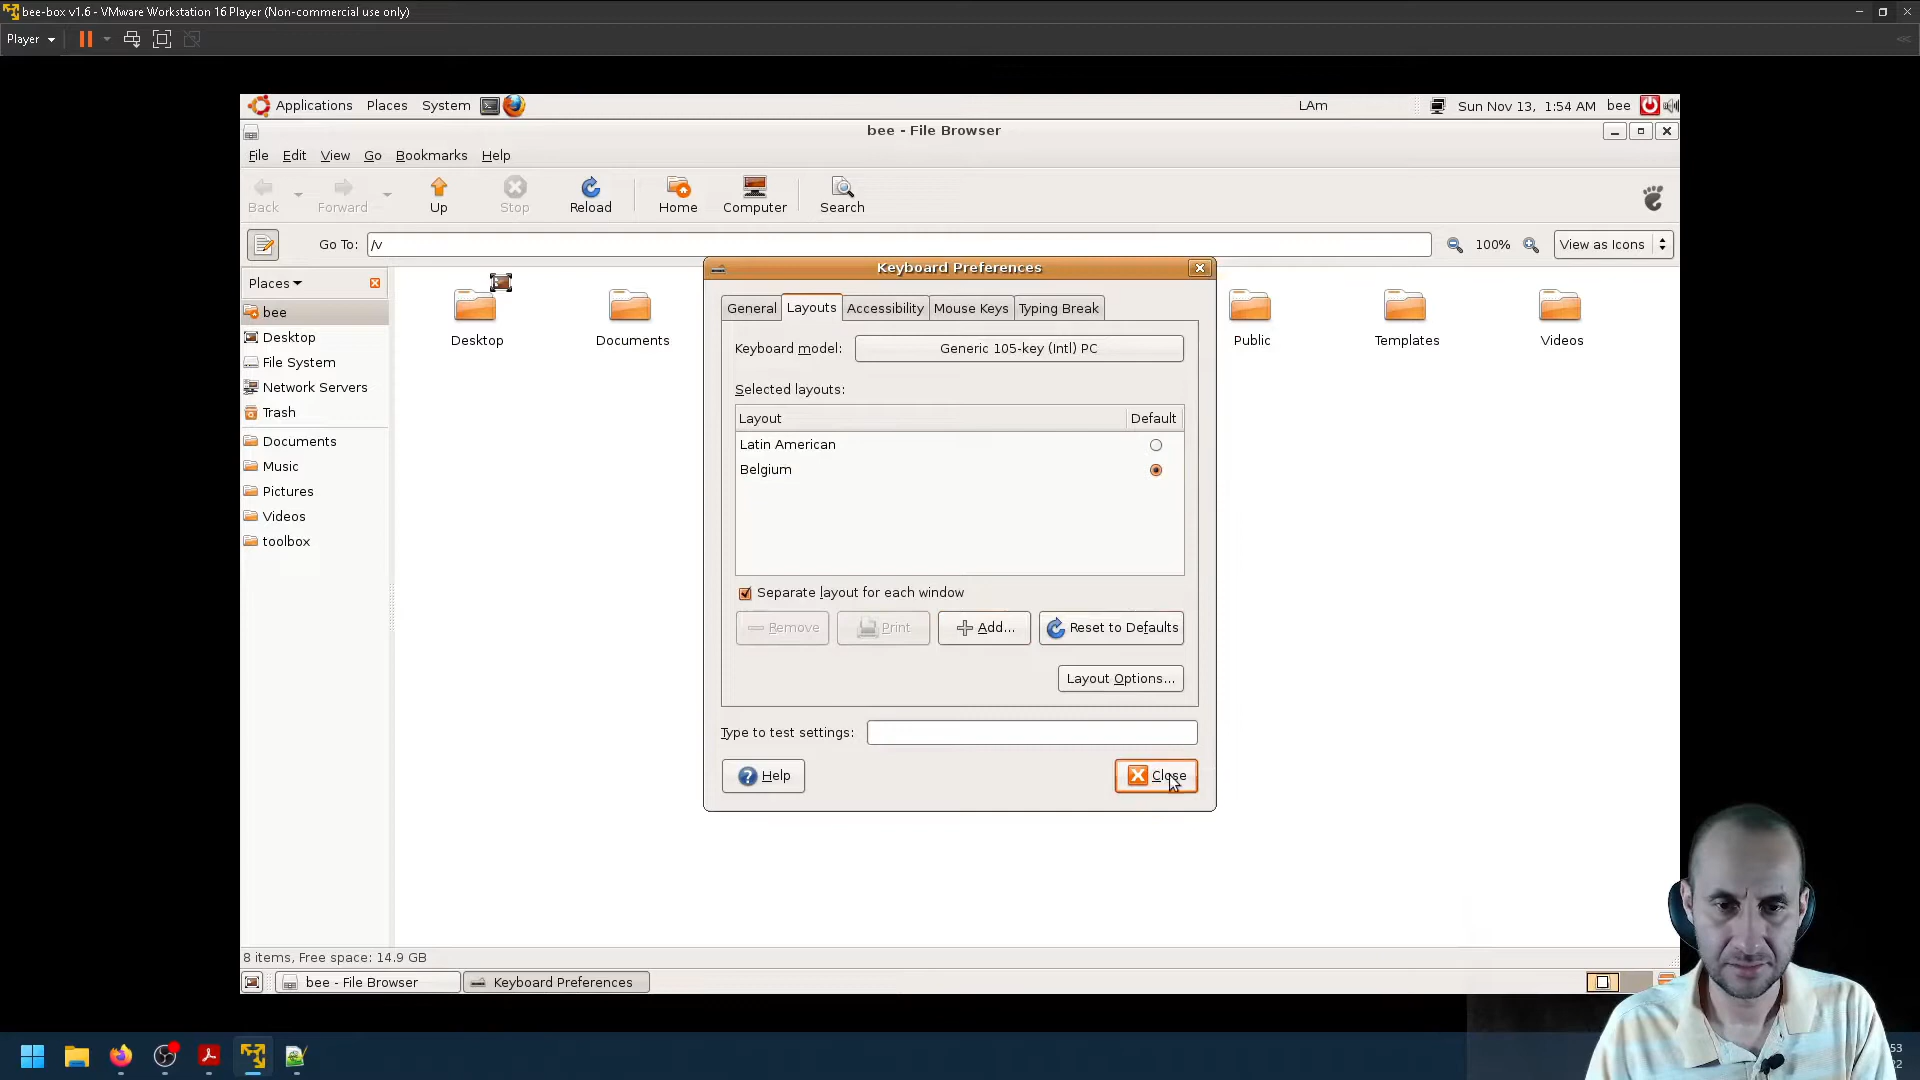 bee-box v1.6 - VMware Workstation 16 Player (Non-commercial use only)
Player
Applications Places System LAm Sun Nov 13, 1:54 AM bee
bee - File Browser
File Edit View Go Bookmarks Help
Back Forward Up Stop Reload Home Computer Search
Go To: /v 100% View as Icons
Places
bee
Desktop
File System
Network Servers
Trash
Documents
Music
Pictures
Videos
toolbox
Desktop Documents Public Templates Videos
Keyboard Preferences
General Layouts Accessibility Mouse Keys Typing Break
Keyboard model: Generic 105-key (Intl) PC
Selected layouts:
Layout Default
Latin American
Belgium
Separate layout for each window
Remove Print Add... Reset to Defaults
Layout Options...
Type to test settings:
Help Close
8 items, Free space: 14.9 GB
bee - File Browser Keyboard Preferences